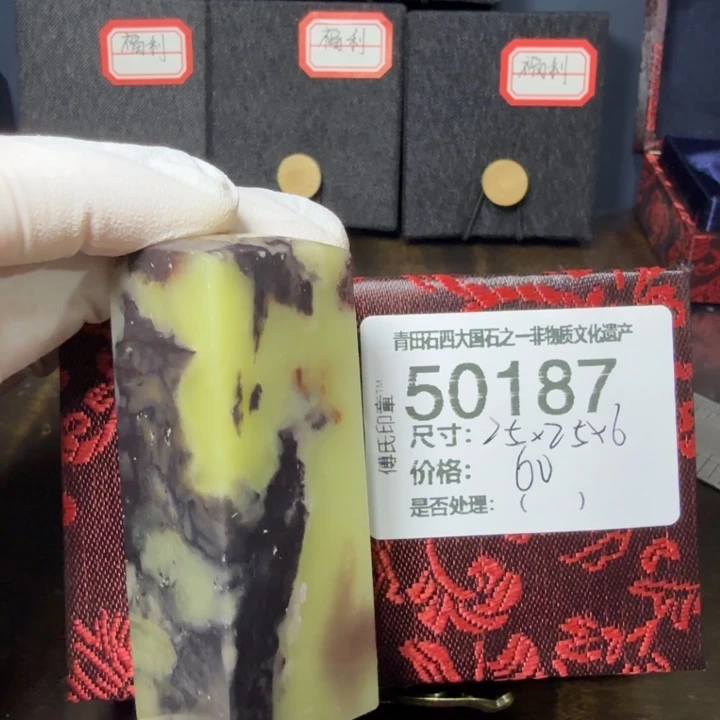 福利
福利
福利
青田石四大国石之一非物质文化遗产
傅氏印章™
50187
尺寸：25×25×6
价格：60
是否处理：（ ）